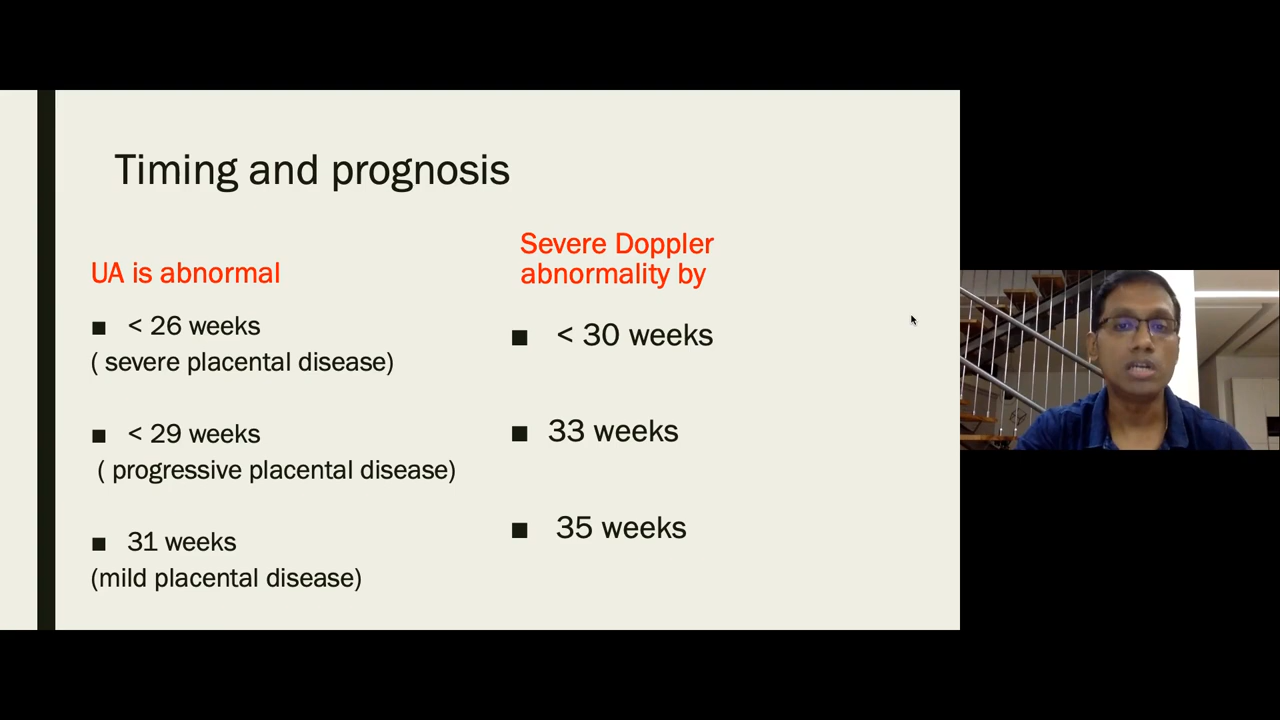 Timing and prognosis
UA is abnormal
■ < 26 weeks
( severe placental disease)
■ < 29 weeks
( progressive placental disease)
■ 31 weeks
(mild placental disease)
Severe Doppler
abnormality by
■ < 30 weeks
■ 33 weeks
■ 35 weeks